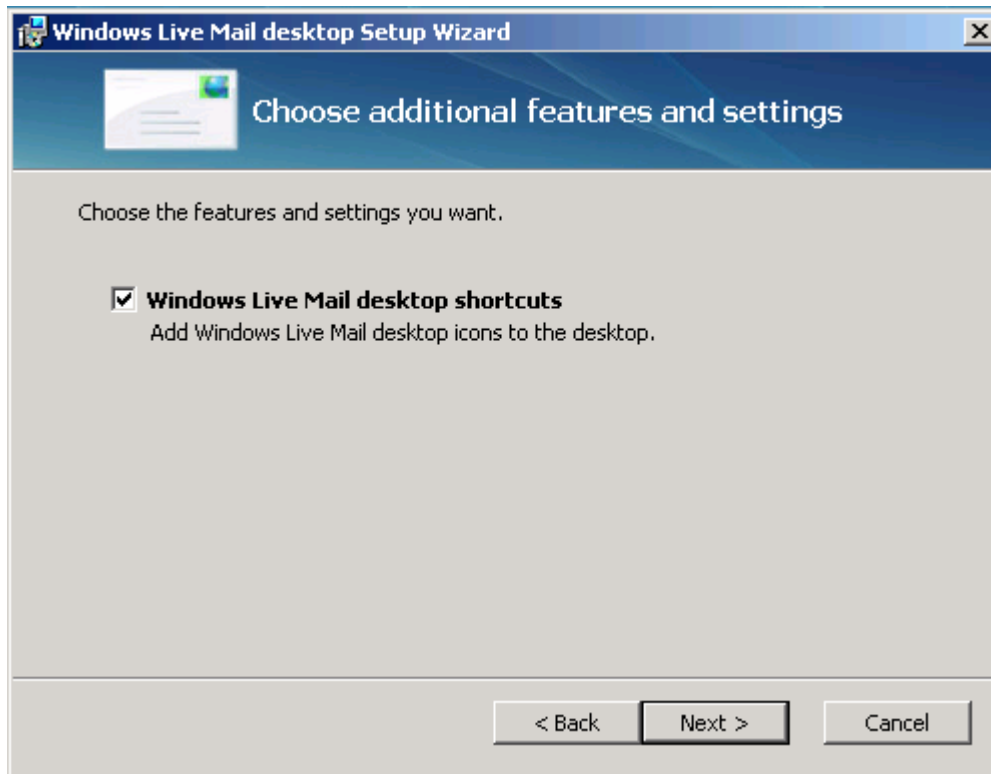 Windows Live Mail desktop Setup Wizard
Choose additional features and settings
Choose the features and settings you want.
Windows Live Mail desktop shortcuts
Add Windows Live Mail desktop icons to the desktop.
< Back Next > Cancel